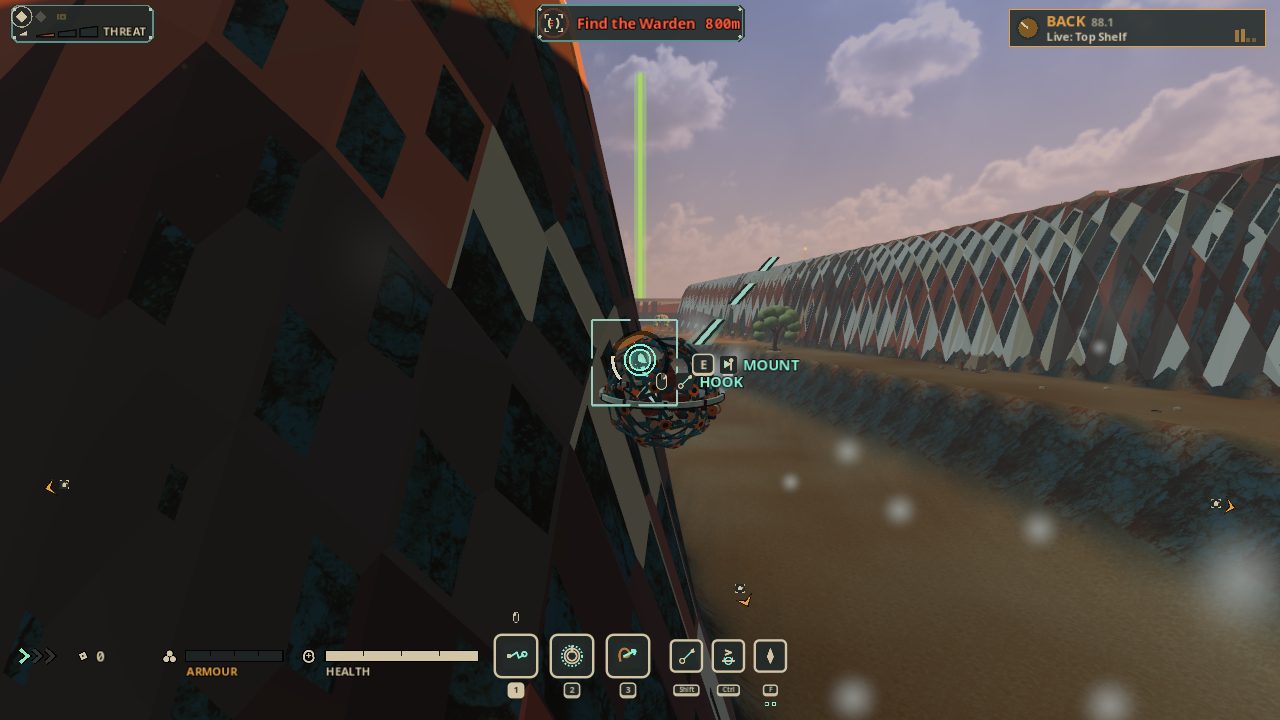 THREAT
Find the Warden 800m
BACK 88.1
Live: Top Shelf
E MOUNT
HOOK
0
ARMOUR
HEALTH
1
2
3
Shift
Ctrl
F